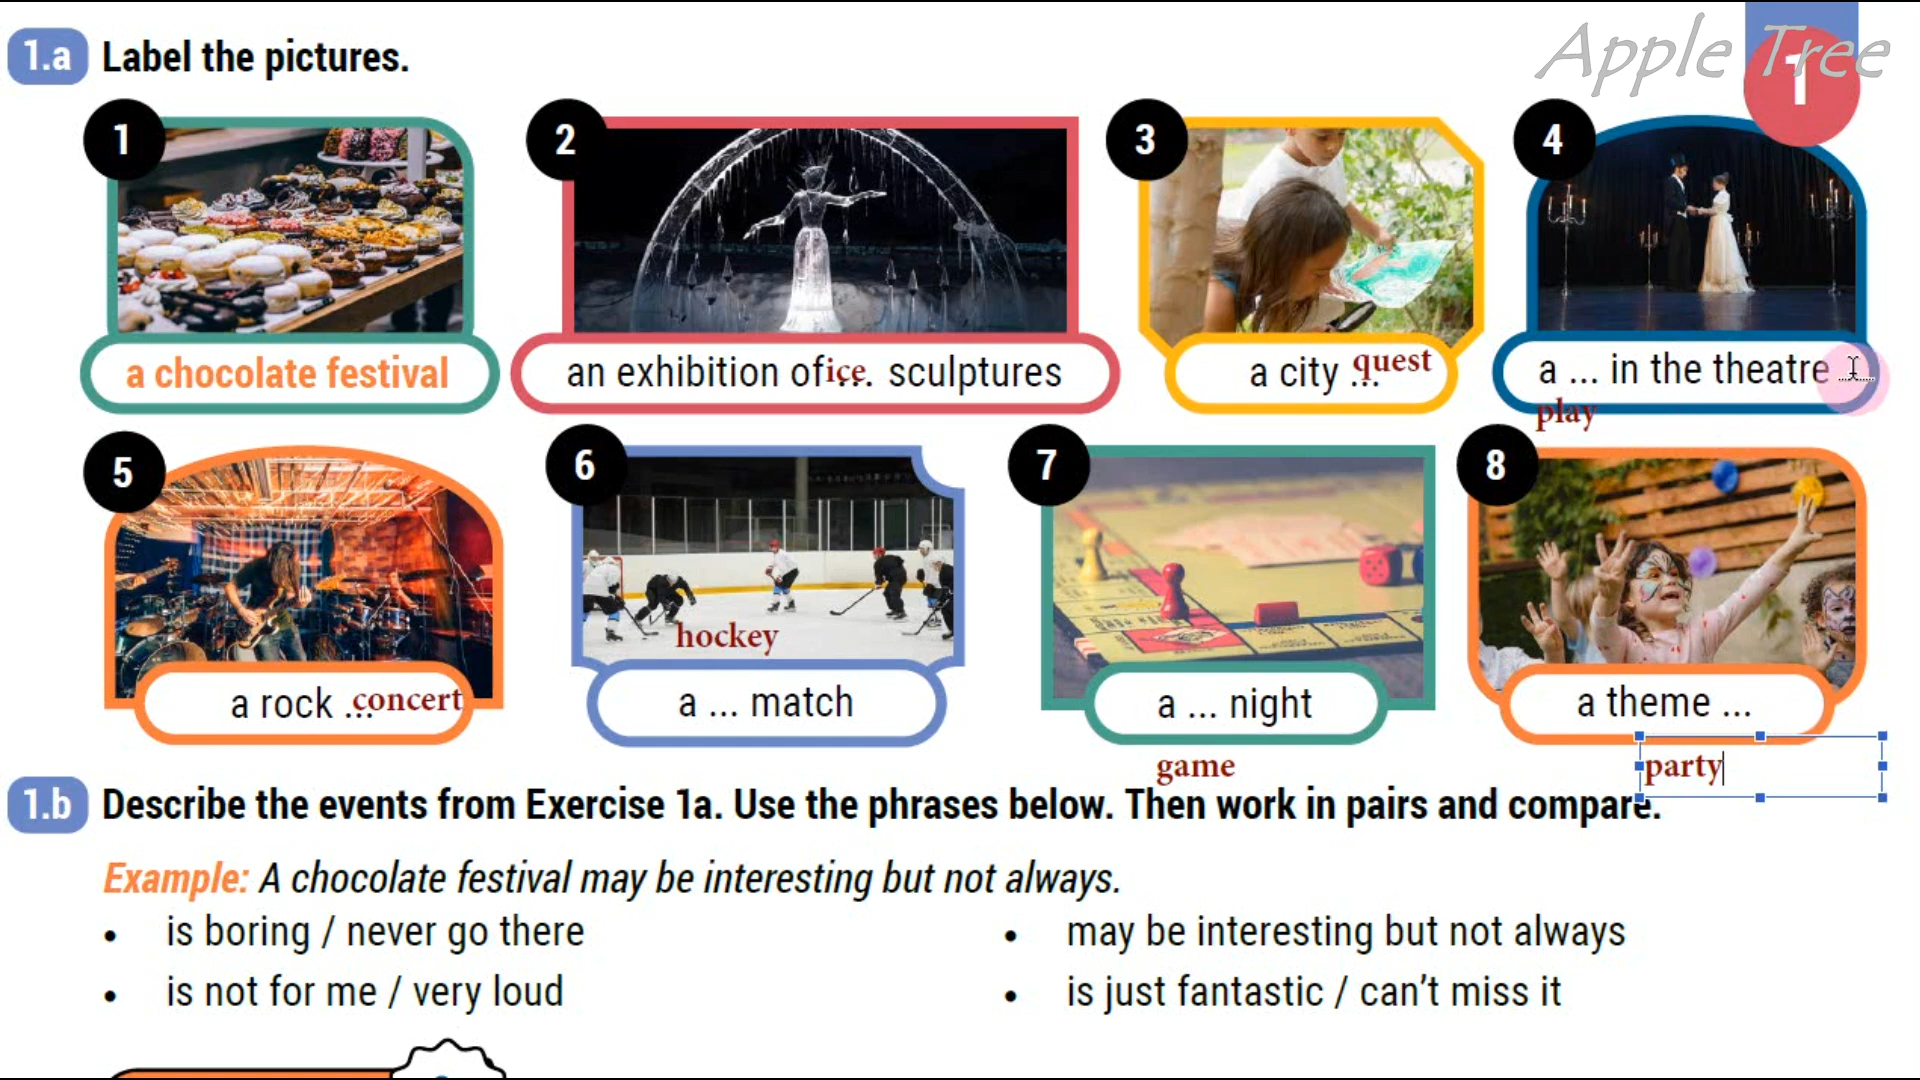 Apple Tree
1
1.a Label the pictures.
1
2
3
4
a chocolate festival
an exhibition of ice. sculptures
a city ... quest
a ... in the theatre ...
play
5
6
7
8
hockey
a rock ... concert
a ... match
a ... night
a theme ...
game
party
1.b Describe the events from Exercise 1a. Use the phrases below. Then work in pairs and compare.
Example: A chocolate festival may be interesting but not always.
• is boring / never go there
• may be interesting but not always
• is not for me / very loud
• is just fantastic / can't miss it